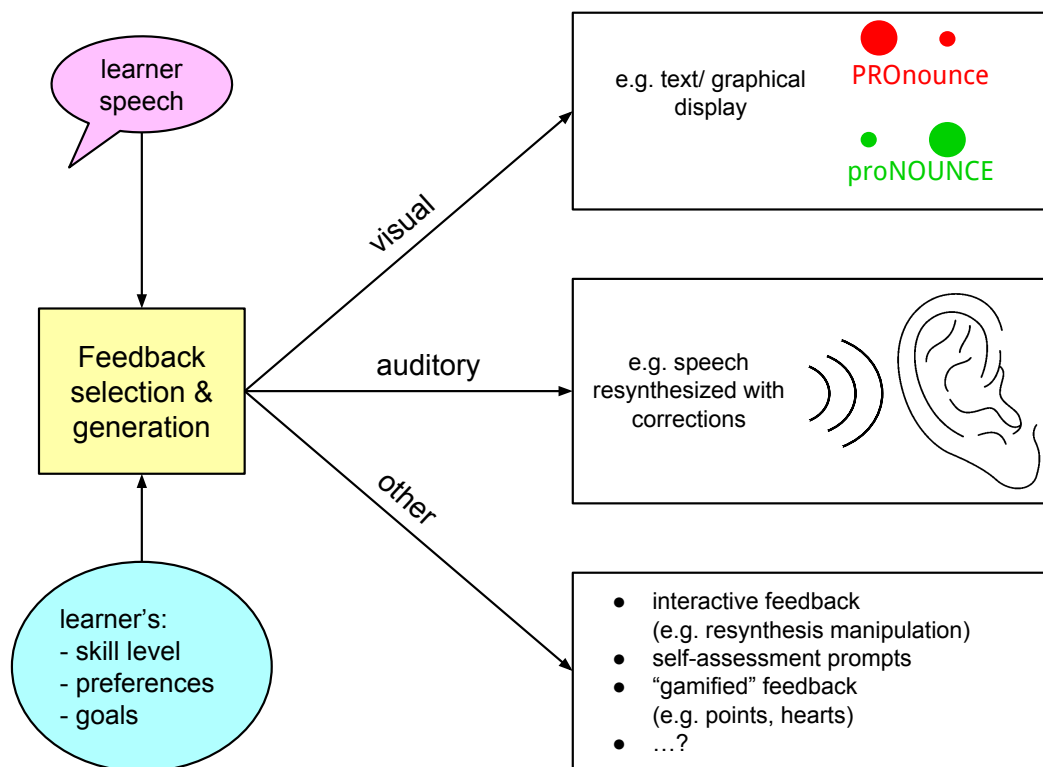 learner
speech
Feedback
selection &
generation
learner’s:
- skill level
- preferences
- goals
visual
auditory
other
e.g. text/ graphical
display
PROnounce
proNOUNCE
e.g. speech
resynthesized with
corrections
● interactive feedback
(e.g. resynthesis manipulation)
● self-assessment prompts
● “gamified” feedback
(e.g. points, hearts)
● …?